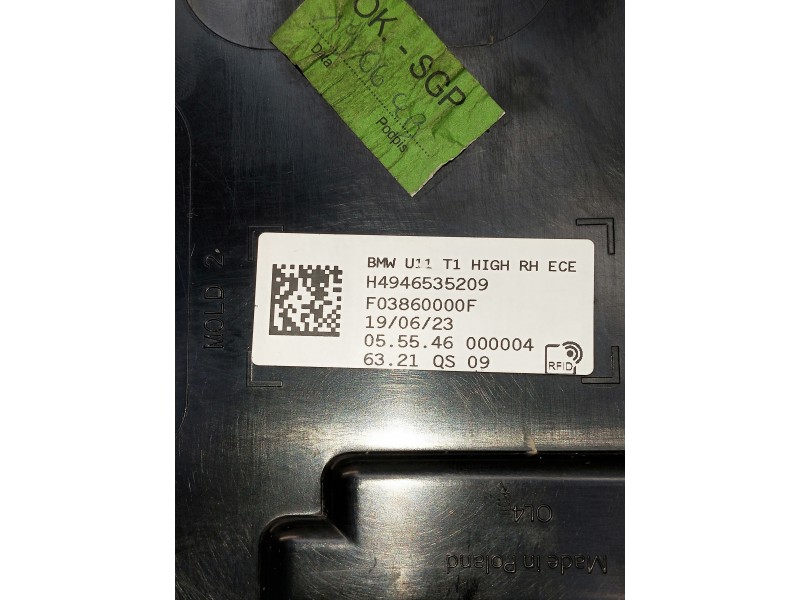 OK. - SGP
Data
Podpis
MOLD 2
BMW U11 T1 HIGH RH ECE
H4946535209
F03860000F
19/06/23
05.55.46 000004
63.21 QS 09
RFID
OL4
Made in Poland